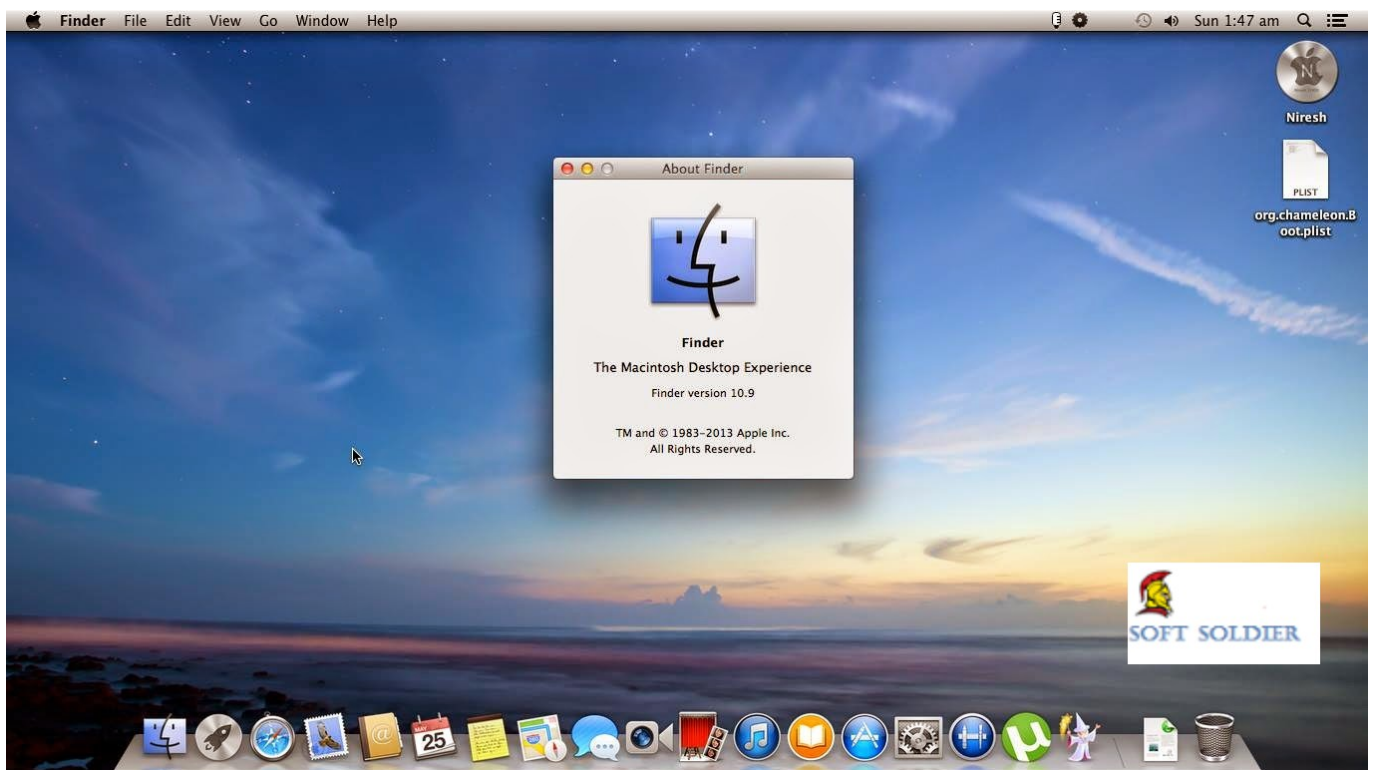 Finder File Edit View Go Window Help
Sun 1:47 am
Niresh
PLIST
org.chameleon.B
oot.plist
About Finder
Finder
The Macintosh Desktop Experience
Finder version 10.9
TM and © 1983–2013 Apple Inc.
All Rights Reserved.
SOFT SOLDIER
MAY
25